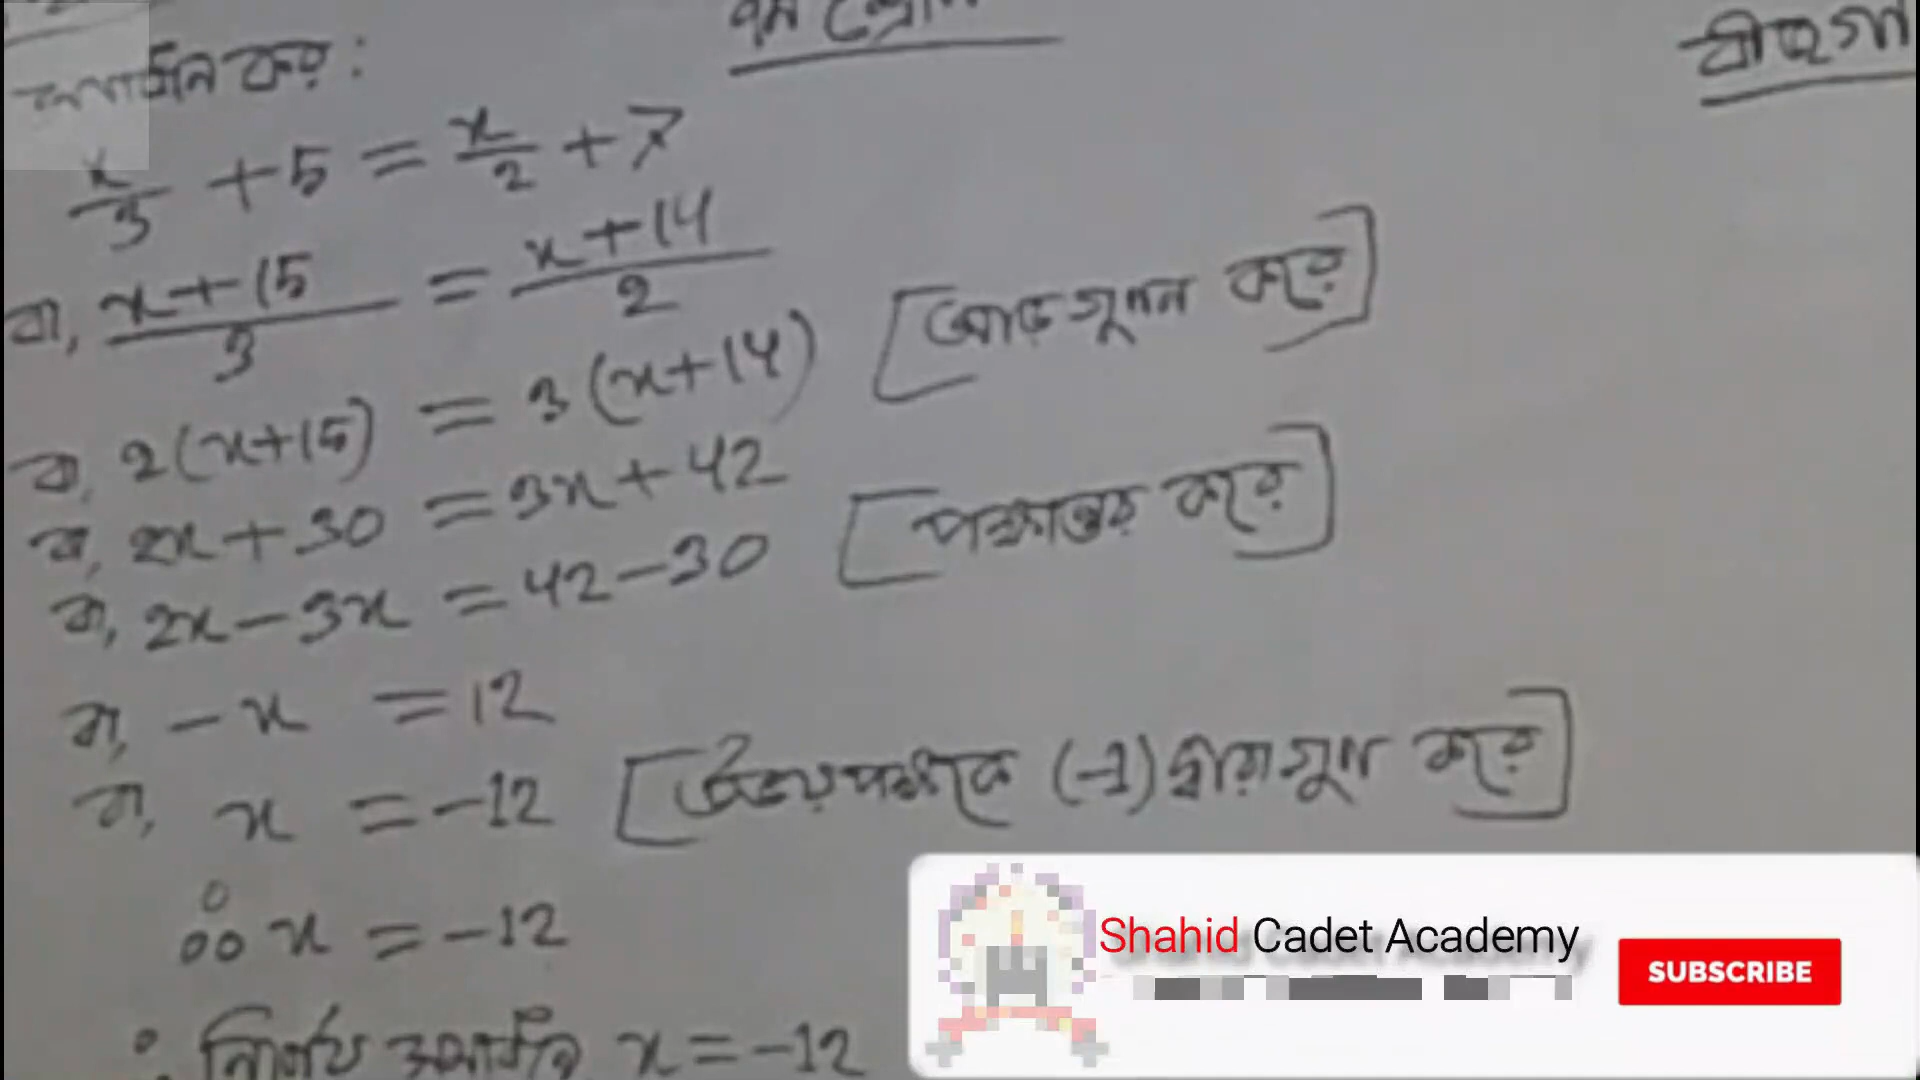 সমাধান কর:
৭ম শ্রেণি
x/3 + 5 = x/2 + 7
বা, (x+15)/3 = (x+14)/2
বা, 2(x+15) = 3(x+14) [আড়গুণন করে]
বা, 2x+30 = 3x+42
বা, 2x-3x = 42-30 [পক্ষান্তর করে]
বা, -x = 12
বা, x = -12 [উভয়পক্ষকে (-1) দ্বারা গুণ করে]
∴ x = -12
∴ নির্ণেয় সমাধান x = -12
Shahid Cadet Academy
SUBSCRIBE